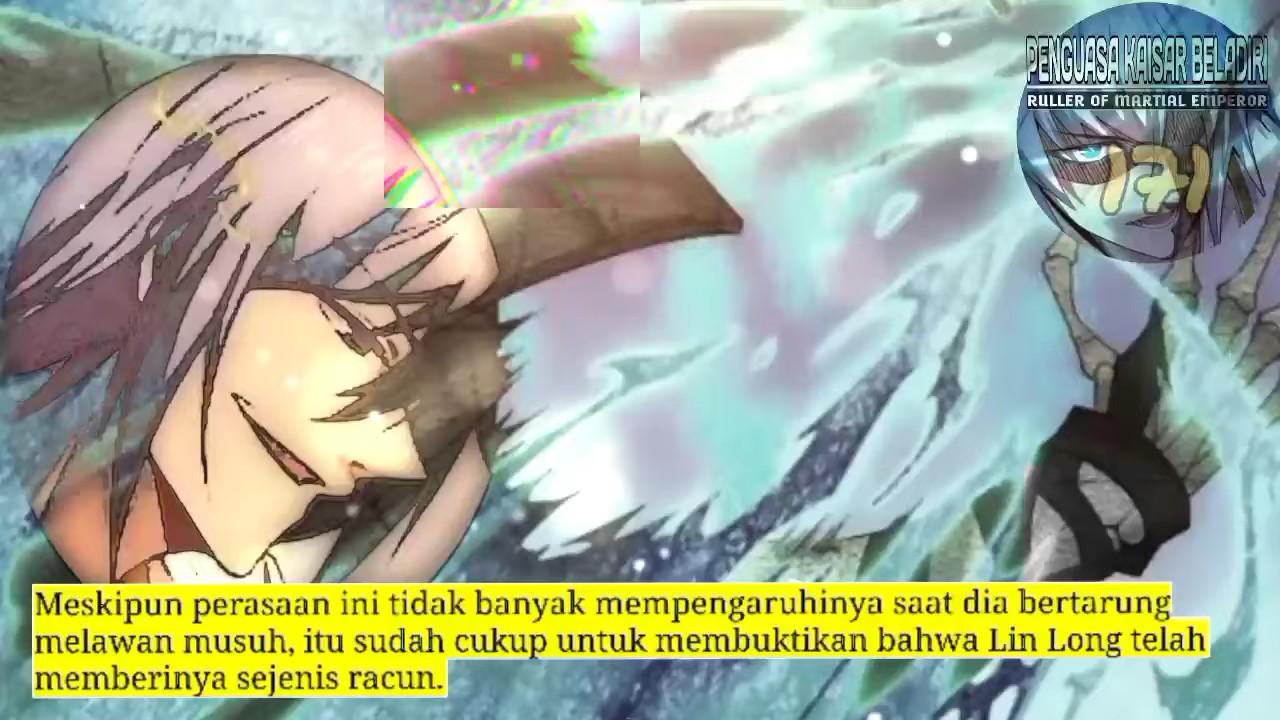 PENGUASA KAISAR BELADIRI
RULLER OF MARTIAL EMPEROR
171
Meskipun perasaan ini tidak banyak mempengaruhinya saat dia bertarung
melawan musuh, itu sudah cukup untuk membuktikan bahwa Lin Long telah
memberinya sejenis racun.